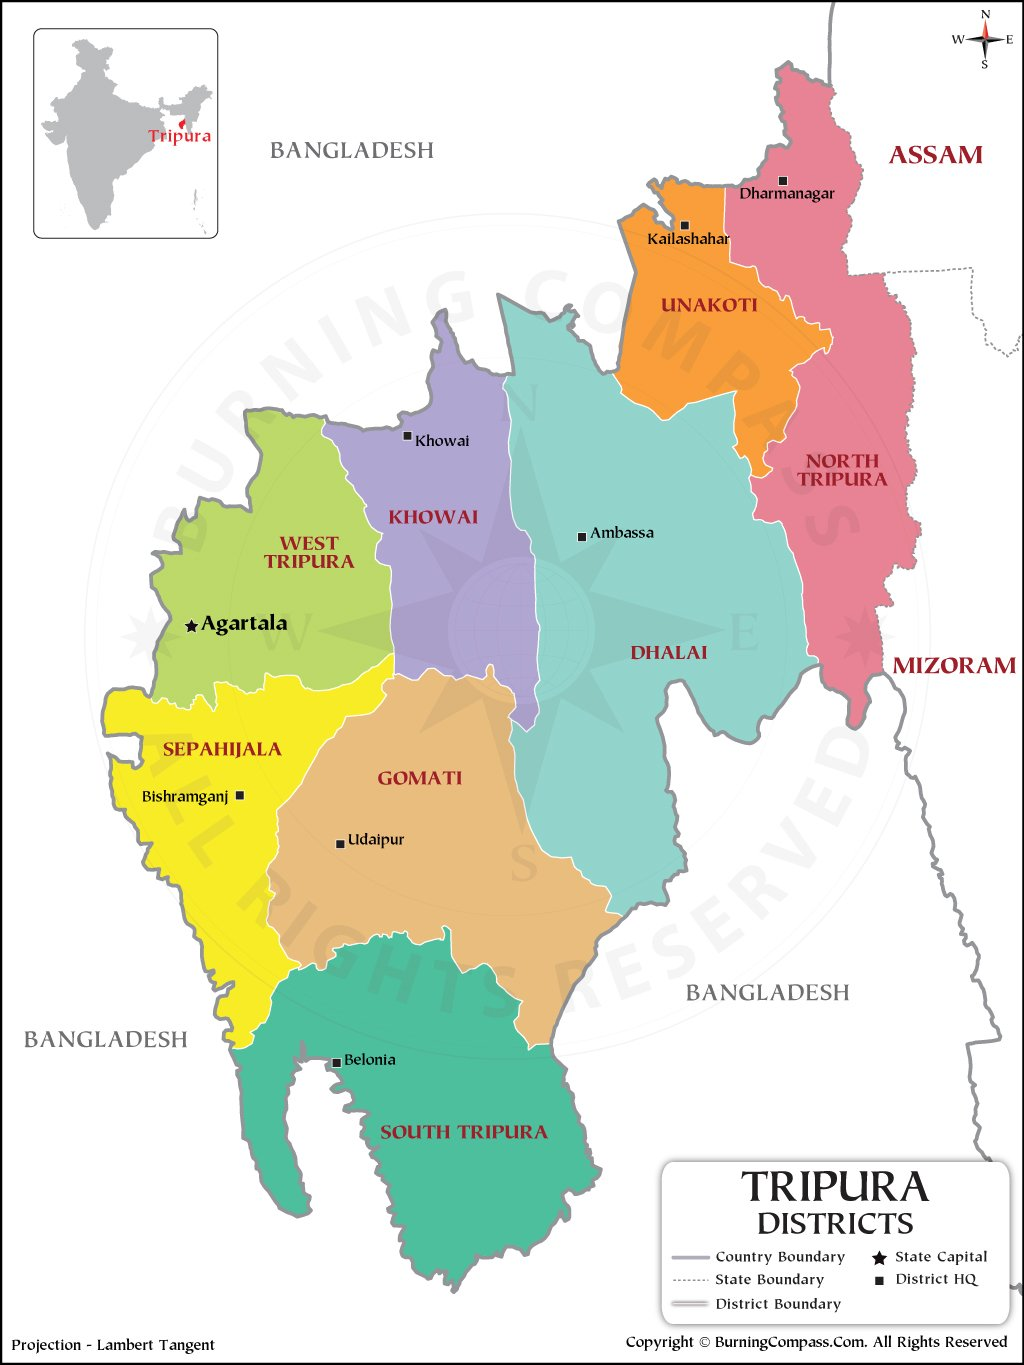 N
W E
S
Tripura
BANGLADESH
ASSAM
Dharmanagar
Kailashahar
UNAKOTI
Khowai
KHOWAI
NORTH
TRIPURA
WEST
TRIPURA
Ambassa
Agartala
DHALAI
MIZORAM
SEPAHIJALA
GOMATI
Bishramganj
Udaipur
BANGLADESH
BANGLADESH
Belonia
SOUTH TRIPURA
TRIPURA
DISTRICTS
Country Boundary
State Capital
State Boundary
District HQ
District Boundary
Projection - Lambert Tangent
Copyright © BurningCompass.Com. All Rights Reserved
BURNING COMPASS
ALL RIGHTS RESERVED
N
W E
S